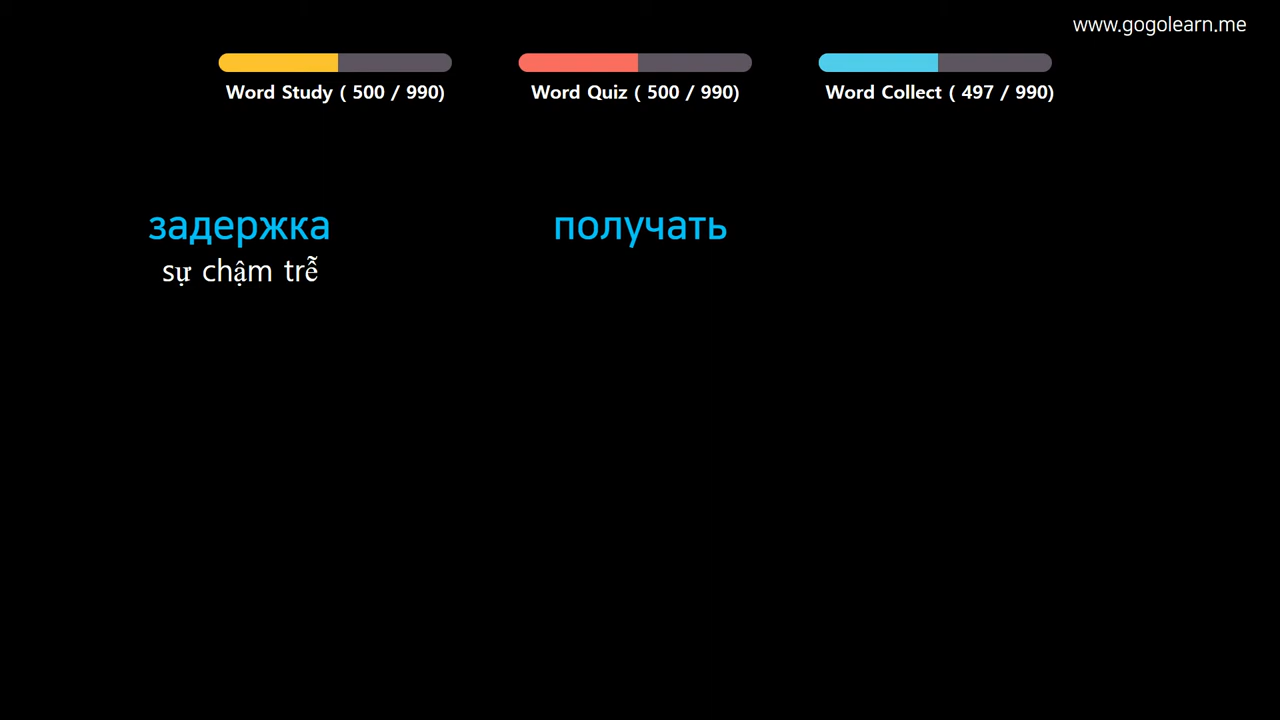 www.gogolearn.me
Word Study ( 500 / 990)
Word Quiz ( 500 / 990)
Word Collect ( 497 / 990)
задержка
sự chậm trễ
получать